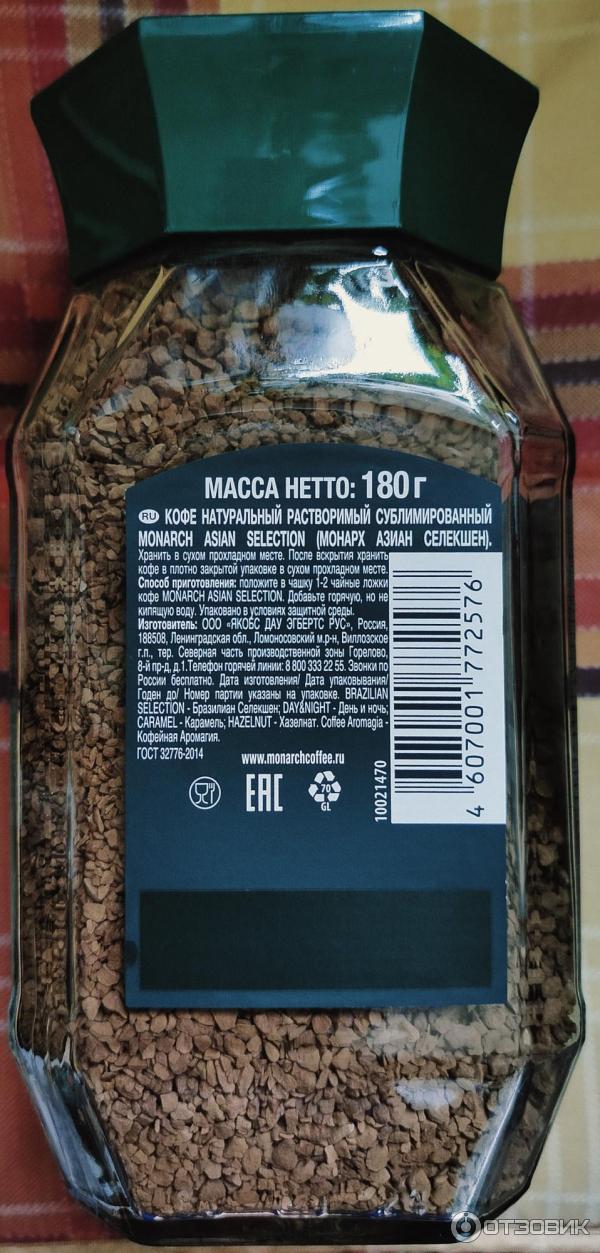 МАССА НЕТТО: 180 г
RU КОФЕ НАТУРАЛЬНЫЙ РАСТВОРИМЫЙ СУБЛИМИРОВАННЫЙ
MONARCH ASIAN SELECTION (МОНАРХ АЗИАН СЕЛЕКШЕН).
Хранить в сухом прохладном месте. После вскрытия хранить
кофе в плотно закрытой упаковке в сухом прохладном месте.
Способ приготовления: положите в чашку 1-2 чайные ложки
кофе MONARCH ASIAN SELECTION. Добавьте горячую, но не
кипящую воду. Упаковано в условиях защитной среды.
Изготовитель: ООО «ЯКОБС ДАУ ЭГБЕРТС РУС», Россия,
188508, Ленинградская обл., Ломоносовский м.р-н, Виллозское
г.п., тер. Северная часть производственной зоны Горелово,
8-й пр-д, д.1.Телефон горячей линии: 8 800 333 22 55. Звонки по
России бесплатно. Дата изготовления/ Дата упаковывания/
Годен до/ Номер партии указаны на упаковке. BRAZILIAN
SELECTION - Бразилиан Селекшен; DAY&NIGHT - День и ночь;
CARAMEL - Карамель; HAZELNUT - Хазелнат. Coffee Aromagia -
Кофейная Аромагия.
ГОСТ 32776-2014
www.monarchcoffee.ru
EAC
70
GL
10021470
4 607001 772576
ОТЗОВИК